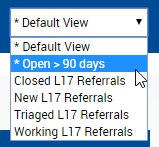 * Default View
* Default View
* Open > 90 days
Closed L17 Referrals
New L17 Referrals
Triaged L17 Referrals
Working L17 Referrals